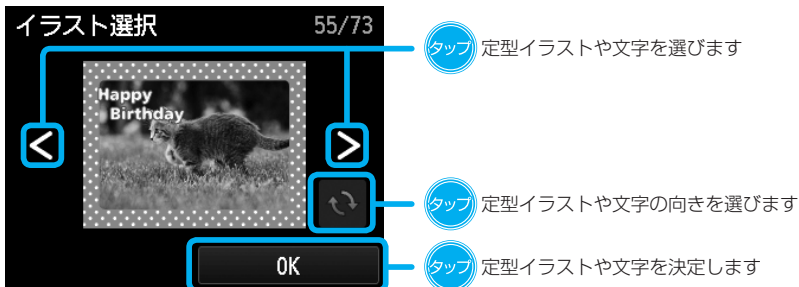 イラスト選択 55/73
Happy
Birthday
OK
タップ 定型イラストや文字を選びます
タップ 定型イラストや文字の向きを選びます
タップ 定型イラストや文字を決定します